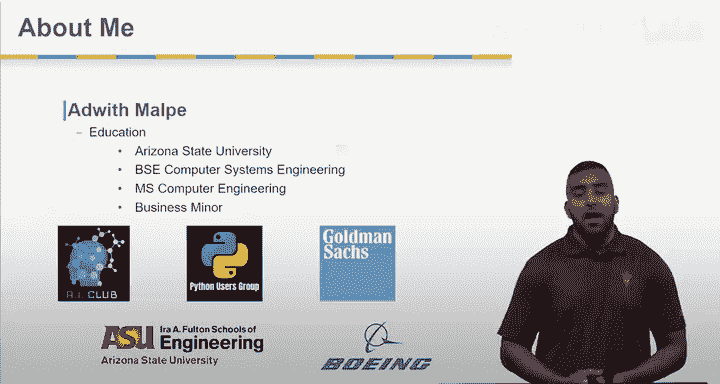 About Me
Adwith Malpe
– Education
• Arizona State University
• BSE Computer Systems Engineering
• MS Computer Engineering
• Business Minor
A.I. CLUB
Python Users Group
Goldman
Sachs
ASU Ira A. Fulton Schools of
Engineering
Arizona State University
BOEING